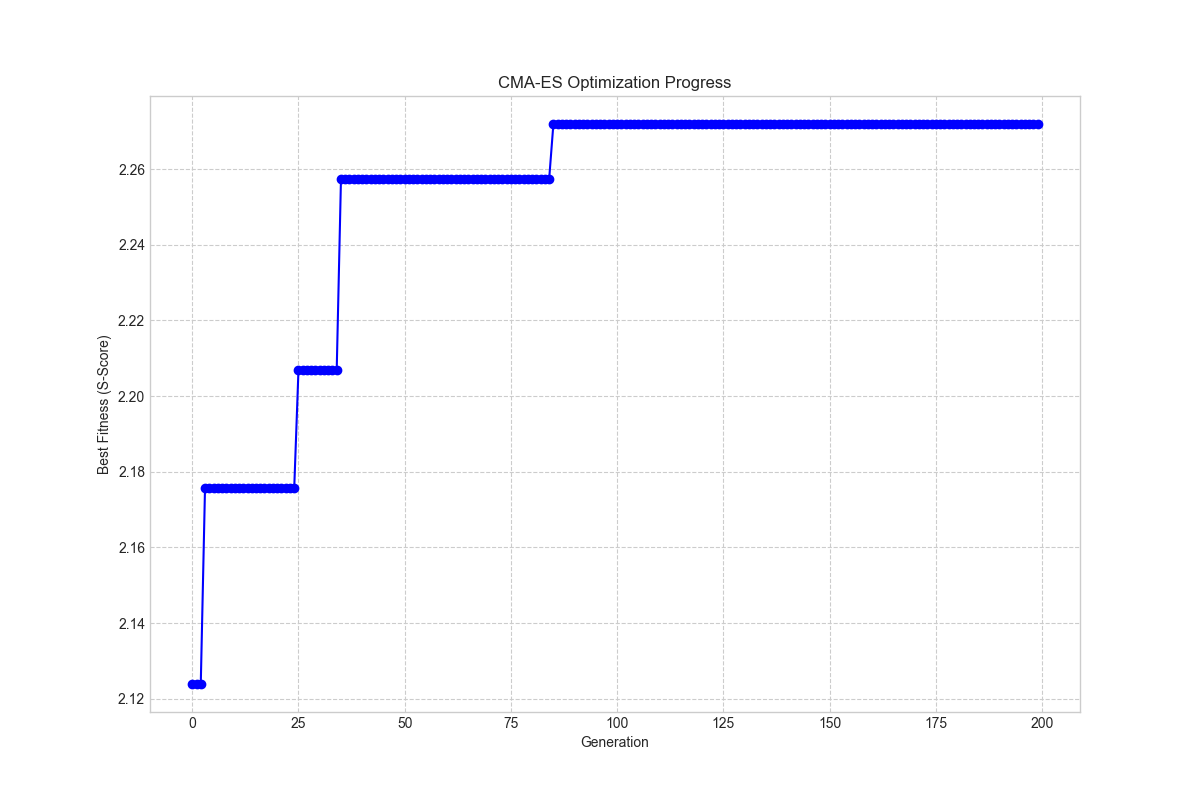 CMA-ES Optimization Progress
Best Fitness (S-Score)
2.26
2.24
2.22
2.20
2.18
2.16
2.14
2.12
0 25 50 75 100 125 150 175 200
Generation